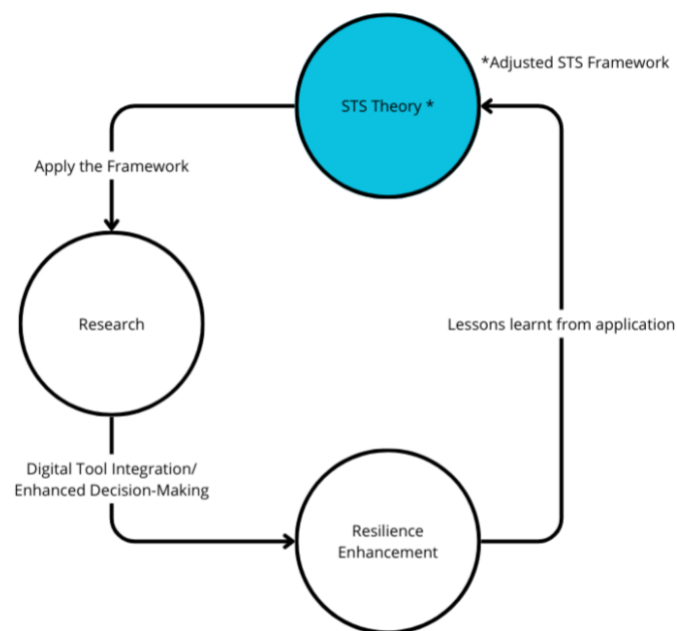 *Adjusted STS Framework
STS Theory *
Apply the Framework
Research
Lessons learnt from application
Digital Tool Integration/
Enhanced Decision-Making
Resilience
Enhancement